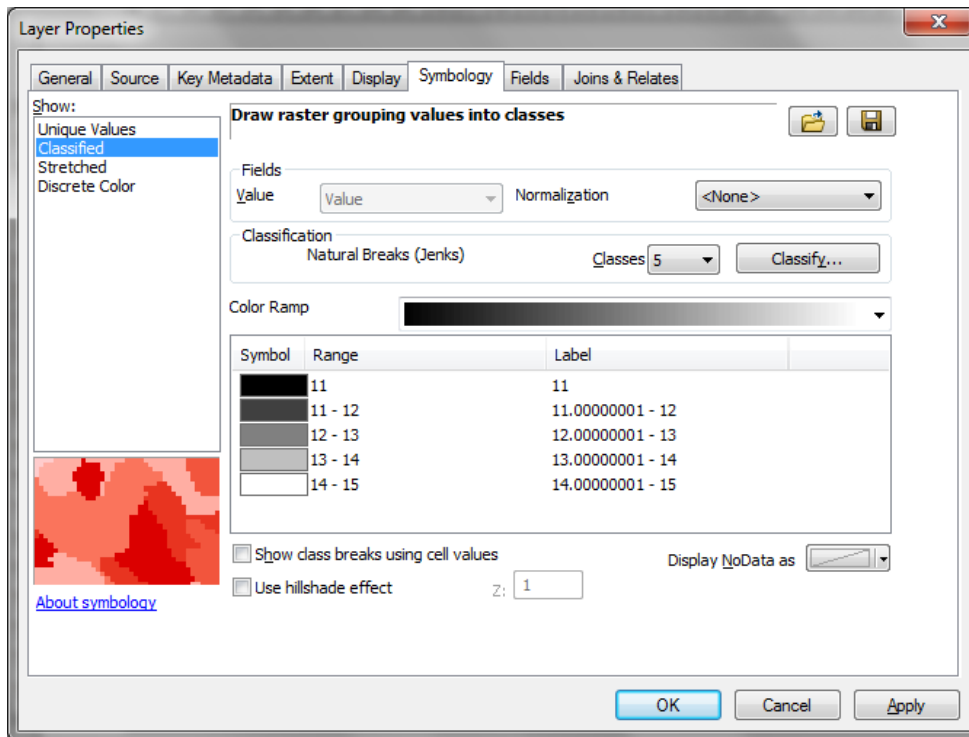 Layer Properties
General Source Key Metadata Extent Display Symbology Fields Joins & Relates
Show:
Unique Values
Classified
Stretched
Discrete Color
Draw raster grouping values into classes
Fields
Value Value Normalization <None>
Classification
Natural Breaks (Jenks) Classes 5 Classify...
Color Ramp
Symbol Range Label
11 11
11 - 12 11.00000001 - 12
12 - 13 12.00000001 - 13
13 - 14 13.00000001 - 14
14 - 15 14.00000001 - 15
Show class breaks using cell values Display NoData as
Use hillshade effect Z: 1
About symbology
OK Cancel Apply